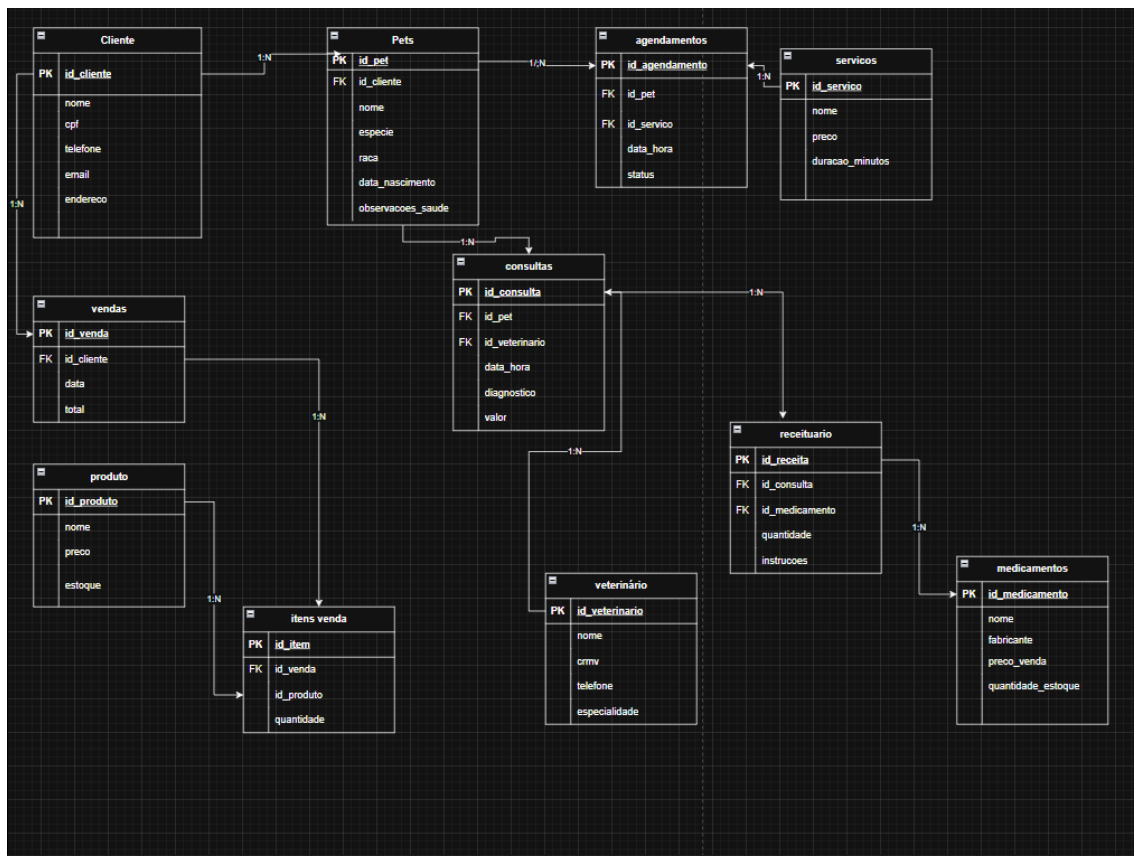 Cliente
PK id_cliente
nome
cpf
telefone
email
endereco
1:N
Pets
PK id_pet
FK id_cliente
nome
especie
raca
data_nascimento
observacoes_saude
1:N
agendamentos
PK id_agendamento
FK id_pet
FK id_servico
data_hora
status
1:N
servicos
PK id_servico
nome
preco
duracao_minutos
1:N
1:N
consultas
PK id_consulta
FK id_pet
FK id_veterinario
data_hora
diagnostico
valor
1:N
vendas
PK id_venda
FK id_cliente
data
total
1:N
1:N
receituario
PK id_receita
FK id_consulta
FK id_medicamento
quantidade
instrucoes
produto
PK id_produto
nome
preco
estoque
1:N
1:N
medicamentos
PK id_medicamento
nome
fabricante
preco_venda
quantidade_estoque
veterinário
PK id_veterinario
nome
crmv
telefone
especialidade
1:N
itens venda
PK id_item
FK id_venda
id_produto
quantidade